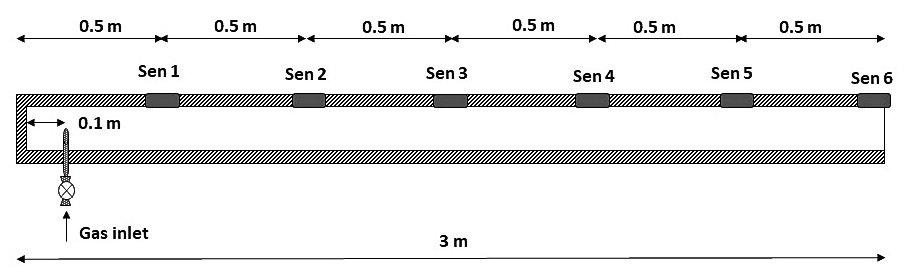 0.5 m 0.5 m 0.5 m 0.5 m 0.5 m 0.5 m
Sen 1 Sen 2 Sen 3 Sen 4 Sen 5 Sen 6
0.1 m
Gas inlet
3 m